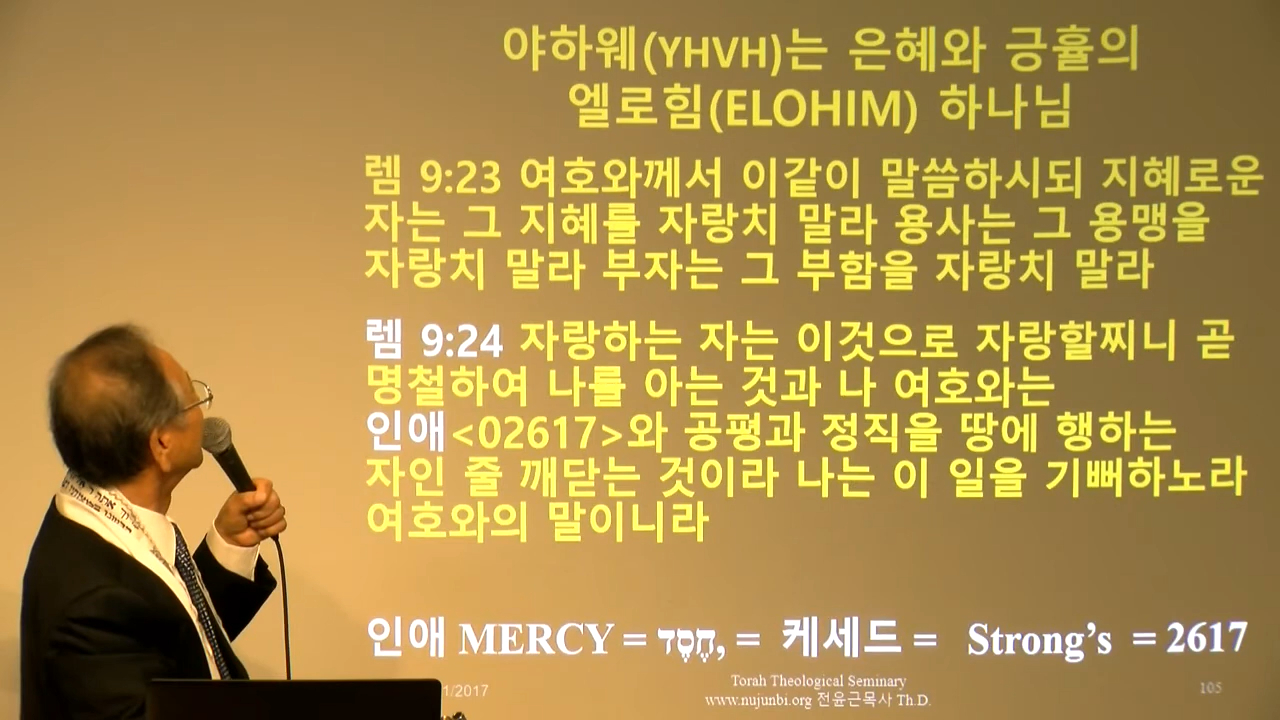 야하웨(YHVH)는 은혜와 긍휼의
엘로힘(ELOHIM) 하나님
렘 9:23 여호와께서 이같이 말씀하시되 지혜로운
자는 그 지혜를 자랑치 말라 용사는 그 용맹을
자랑치 말라 부자는 그 부함을 자랑치 말라
렘 9:24 자랑하는 자는 이것으로 자랑할찌니 곧
명철하여 나를 아는 것과 나 여호와는
인애<02617>와 공평과 정직을 땅에 행하는
자인 줄 깨닫는 것이라 나는 이 일을 기뻐하노라
여호와의 말이니라
인애 MERCY = חֶסֶד, = 케세드 = Strong’s = 2617
1/2017
Torah Theological Seminary
www.nujunbi.org 전윤근목사 Th.D.
105